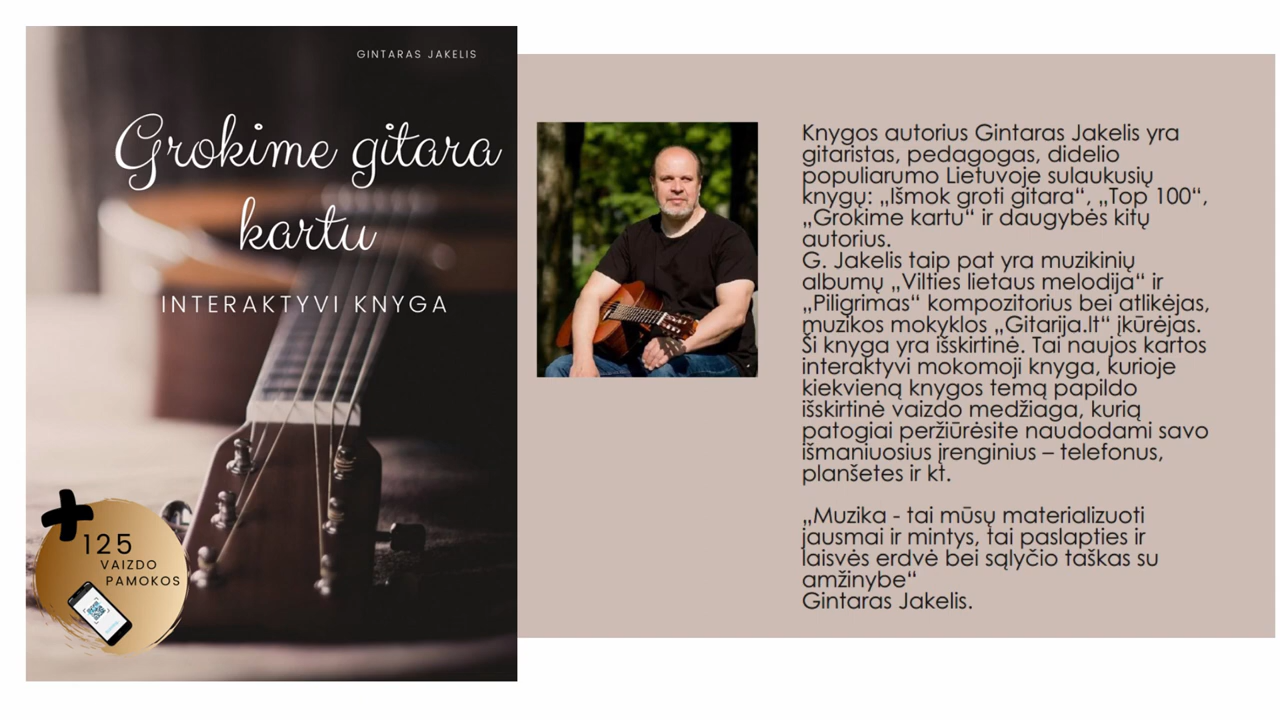 GINTARAS JAKELIS
Grokime gitara
kartu
INTERAKTYVI KNYGA
125
VAIZDO
PAMOKOS
Knygos autorius Gintaras Jakelis yra
gitaristas, pedagogas, didelio
populiarumo Lietuvoje sulaukusių
knygų: „Išmok groti gitara“, „Top 100“,
„Grokime kartu“ ir daugybės kitų
autorius.
G. Jakelis taip pat yra muzikinių
albumų „Vilties lietaus melodija“ ir
„Piligrimas“ kompozitorius bei atlikėjas,
muzikos mokyklos „Gitarija.lt“ įkūrėjas.
Ši knyga yra išskirtinė. Tai naujos kartos
interaktyvi mokomoji knyga, kurioje
kiekvieną knygos temą papildo
išskirtinė vaizdo medžiaga, kurią
patogiai peržiūrėsite naudodami savo
išmaniuosius įrenginius – telefonus,
planšetes ir kt.
„Muzika - tai mūsų materializuoti
jausmai ir mintys, tai paslapties ir
laisvės erdvė bei sąlyčio taškas su
amžinybe“
Gintaras Jakelis.